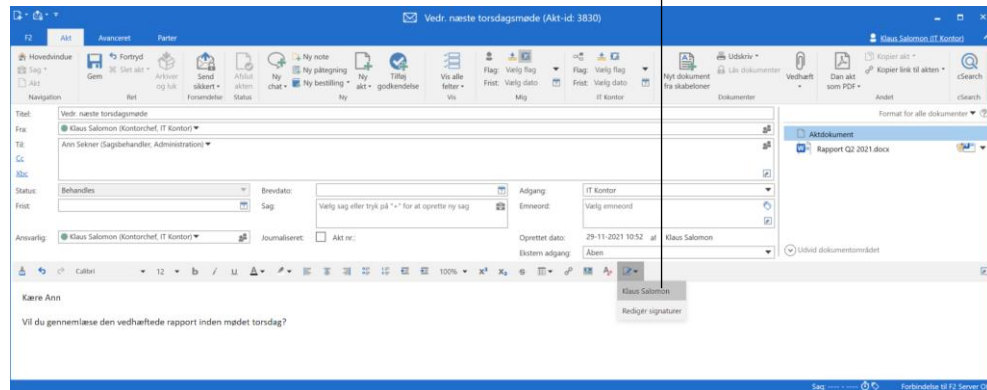 Vedr. næste torsdagsmøde (Akt-id: 3830)
F2 Akt Avanceret Parter
Klaus Salomon (IT Kontor)
Hovedvindue
Sag
Akt
Navigation
Gem
Fortryd
Slet akt
Arkiver og luk
Ret
Send sikkert
Forsendelse
Afslut akten
Status
Ny chat
Ny note
Ny påtegning
Ny bestilling
Ny akt
Tilføj godkendelse
Ny
Vis alle felter
Vis
Flag: Vælg flag
Frist: Vælg dato
Mig
Flag: Vælg flag
Frist: Vælg dato
IT Kontor
Nyt dokument fra skabeloner
Udskriv
Lås dokumenter
Dokumenter
Vedhæft
Dan akt som PDF
Kopier akt
Kopier link til akten
Andet
cSearch
cSearch
Titel: Vedr. næste torsdagsmøde
Fra: Klaus Salomon (Kontorchef, IT Kontor)
Til: Ann Sekner (Sagsbehandler, Administration)
Cc
Xbc
Status: Behandles
Brevdato:
Adgang: IT Kontor
Frist:
Sag: Vælg sag eller tryk på "+" for at oprette ny sag
Emneord: Vælg emneord
Ansvarlig: Klaus Salomon (Kontorchef, IT Kontor)
Journaliseret: Akt nr.:
Oprettet dato: 29-11-2021 10:52 af Klaus Salomon
Ekstern adgang: Åben
Format for alle dokumenter
Aktdokument
Rapport Q2 2021.docx
Udvid dokumentområdet
Calibri 12 b / u A 100% x² x₂ S
Klaus Salomon
Redigér signaturer
Kære Ann
Vil du gennemlæse den vedhæftede rapport inden mødet torsdag?
Sag: ---- - ----
Forbindelse til F2 Server O